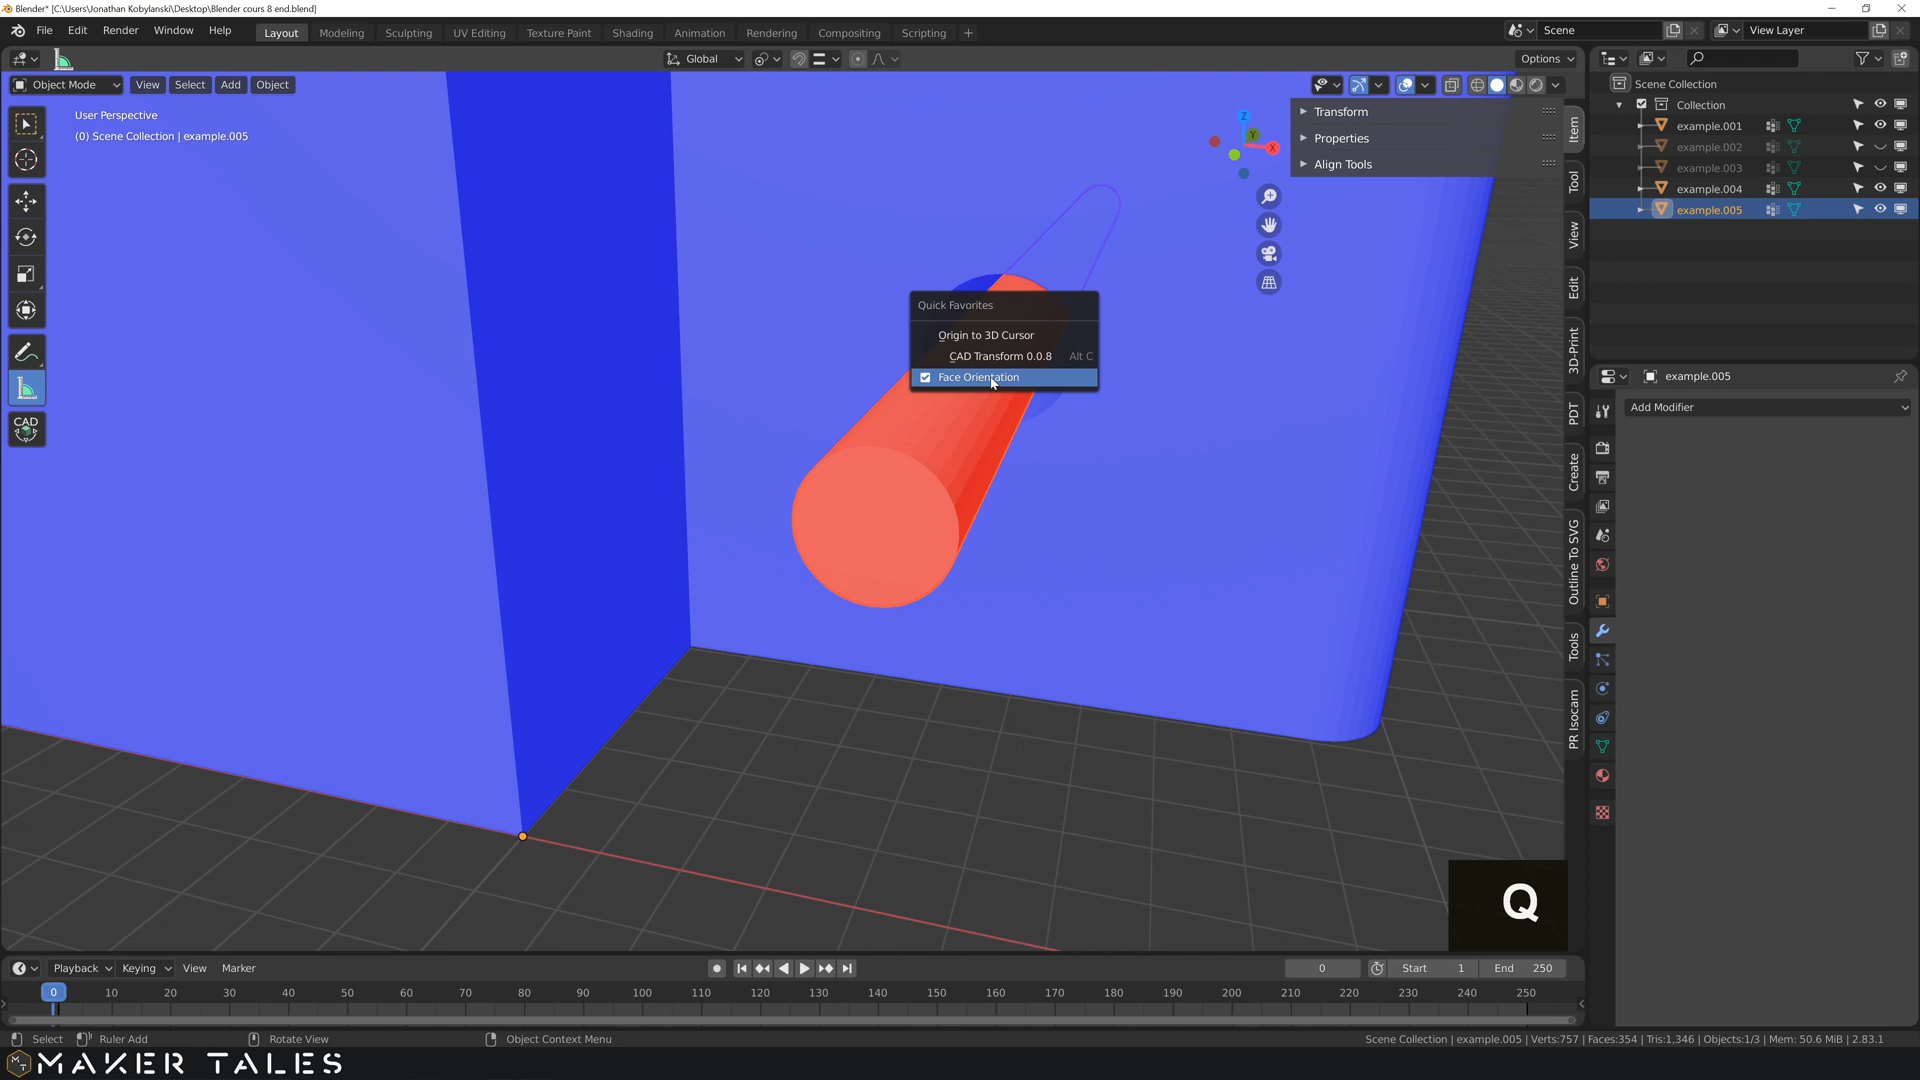 Blender* [C:\Users\Jonathan Kobylanski\Desktop\Blender cours 8 end.blend]
File Edit Render Window Help
Layout Modeling Sculpting UV Editing Texture Paint Shading Animation Rendering Compositing Scripting +
Scene
View Layer
Global
Options
Object Mode View Select Add Object
User Perspective
(0) Scene Collection | example.005
CAD
Z
Y
X
Transform
Properties
Align Tools
Item
Tool
View
Edit
3D-Print
PDT
Create
Outline To SVG
Tools
PR Isocam
Quick Favorites
Origin to 3D Cursor
CAD Transform 0.0.8 Alt C
Face Orientation
Scene Collection
Collection
example.001
example.002
example.003
example.004
example.005
example.005
Add Modifier
Q
Playback Keying View Marker
0 Start 1 End 250
0 10 20 30 40 50 60 70 80 90 100 110 120 130 140 150 160 170 180 190 200 210 220 230 240 250
Select Ruler Add Rotate View Object Context Menu
Scene Collection | example.005 | Verts:757 | Faces:354 | Tris:1,346 | Objects:1/3 | Mem: 50.6 MiB | 2.83.1
MAKER TALES